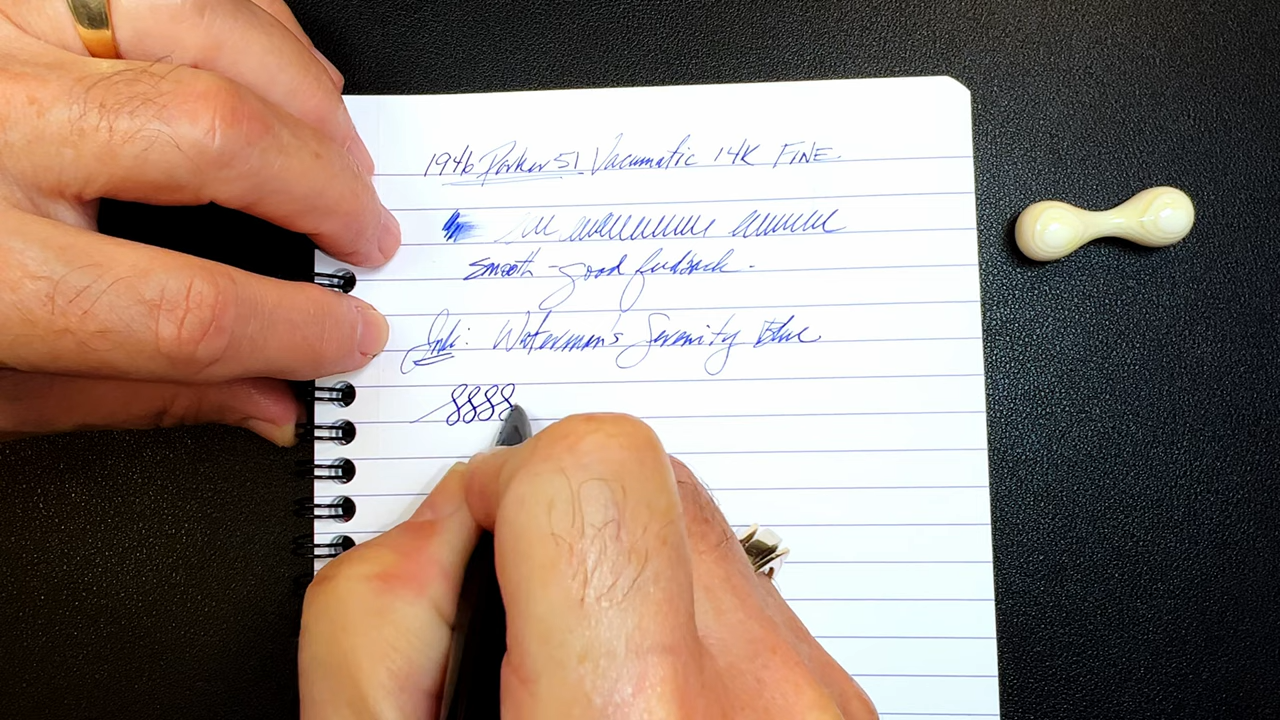 1946 Parker 51 Vacumatic 14K FINE
smooth - good feedback.
Ink: Waterman's Serenity Blue
8888